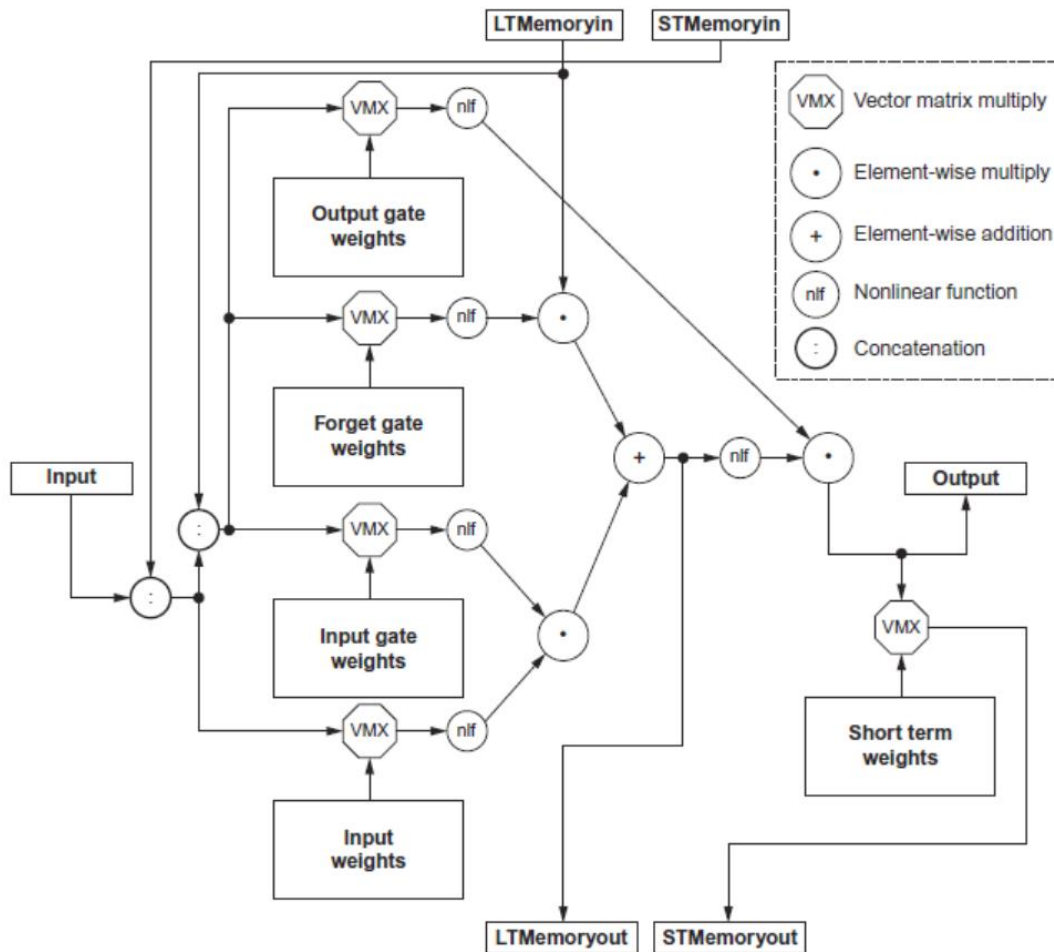 LTMemoryin
STMemoryin
VMX
nlf
Output gate
weights
VMX
nlf
•
Forget gate
weights
Input
+
nlf
•
Output
:
VMX
nlf
:
Input gate
weights
•
VMX
VMX
nlf
Short term
weights
Input
weights
LTMemoryout
STMemoryout
VMX Vector matrix multiply
• Element-wise multiply
+ Element-wise addition
nlf Nonlinear function
: Concatenation